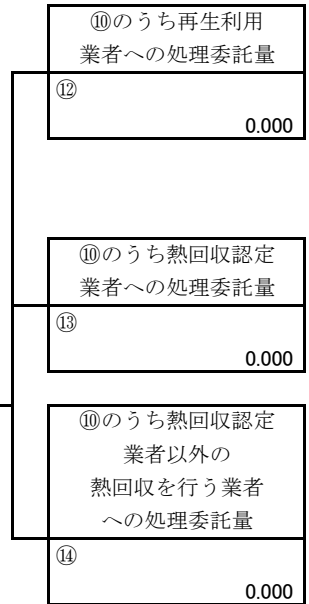 ⑩のうち再生利用
業者への処理委託量
⑫
0.000
⑩のうち熱回収認定
業者への処理委託量
⑬
0.000
⑩のうち熱回収認定
業者以外の
熱回収を行う業者
への処理委託量
⑭
0.000